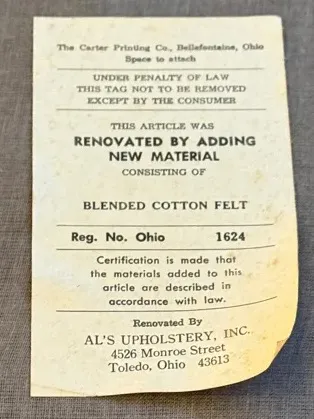 The Carter Printing Co., Bellefontaine, Ohio
Space to attach
UNDER PENALTY OF LAW
THIS TAG NOT TO BE REMOVED
EXCEPT BY THE CONSUMER
THIS ARTICLE WAS
RENOVATED BY ADDING
NEW MATERIAL
CONSISTING OF
BLENDED COTTON FELT
Reg. No. Ohio 1624
Certification is made that
the materials added to this
article are described in
accordance with law.
Renovated By
AL'S UPHOLSTERY, INC.
4526 Monroe Street
Toledo, Ohio 43613